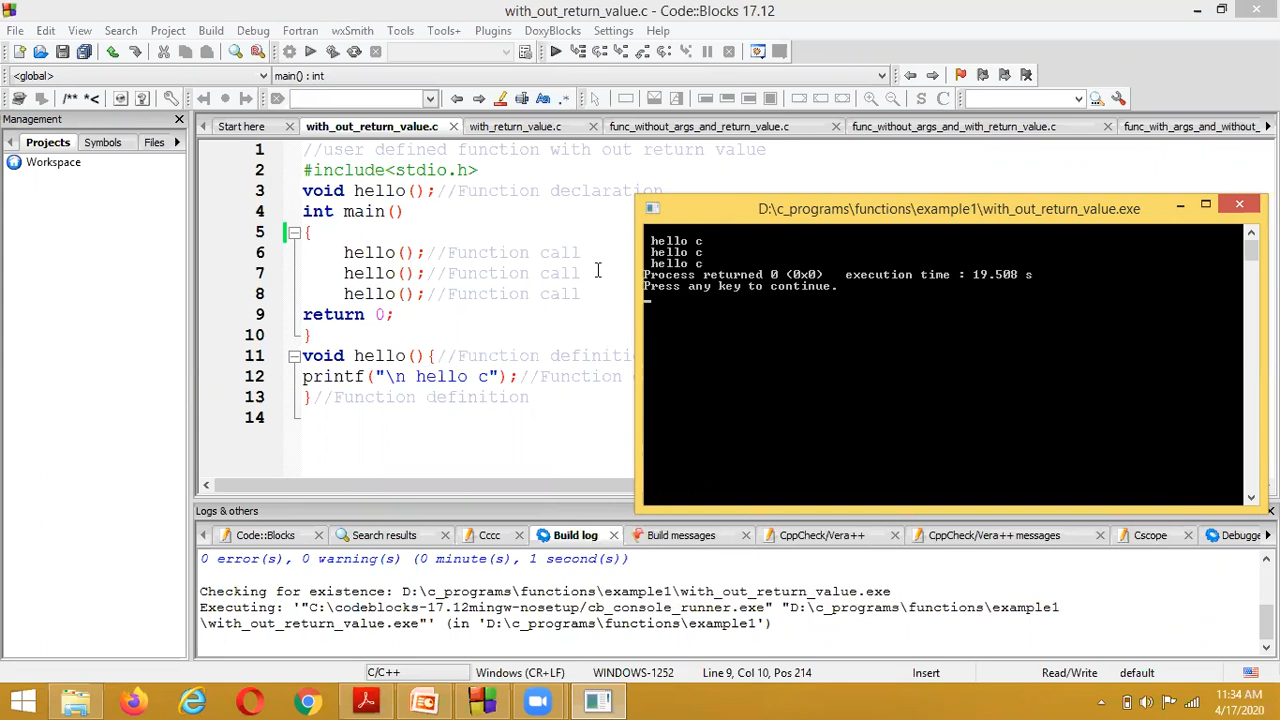 with_out_return_value.c - Code::Blocks 17.12
File Edit View Search Project Build Debug Fortran wxSmith Tools Tools+ Plugins DoxyBlocks Settings Help
<global> main() : int
/** *<
S C
Management
Projects Symbols Files
Workspace
Start here with_out_return_value.c with_return_value.c func_without_args_and_return_value.c func_without_args_and_with_return_value.c func_with_args_and_without_
1 //user defined function with out return value
2 #include<stdio.h>
3 void hello();//Function declaration
4 int main()
5 {
6 hello();//Function call
7 hello();//Function call
8 hello();//Function call
9 return 0;
10 }
11 void hello(){//Function definiti
12 printf("\n hello c");//Function
13 }//Function definition
14
D:\c_programs\functions\example1\with_out_return_value.exe
hello c
hello c
hello c
Process returned 0 (0x0)   execution time : 19.508 s
Press any key to continue.
Logs & others
Code::Blocks Search results Cccc Build log Build messages CppCheck/Vera++ CppCheck/Vera++ messages Cscope Debugge
0 error(s), 0 warning(s) (0 minute(s), 1 second(s))
Checking for existence: D:\c_programs\functions\example1\with_out_return_value.exe
Executing: '"C:\codeblocks-17.12mingw-nosetup/cb_console_runner.exe" "D:\c_programs\functions\example1
\with_out_return_value.exe"' (in 'D:\c_programs\functions\example1')
C/C++ Windows (CR+LF) WINDOWS-1252 Line 9, Col 10, Pos 214 Insert Read/Write default
11:34 AM
4/17/2020